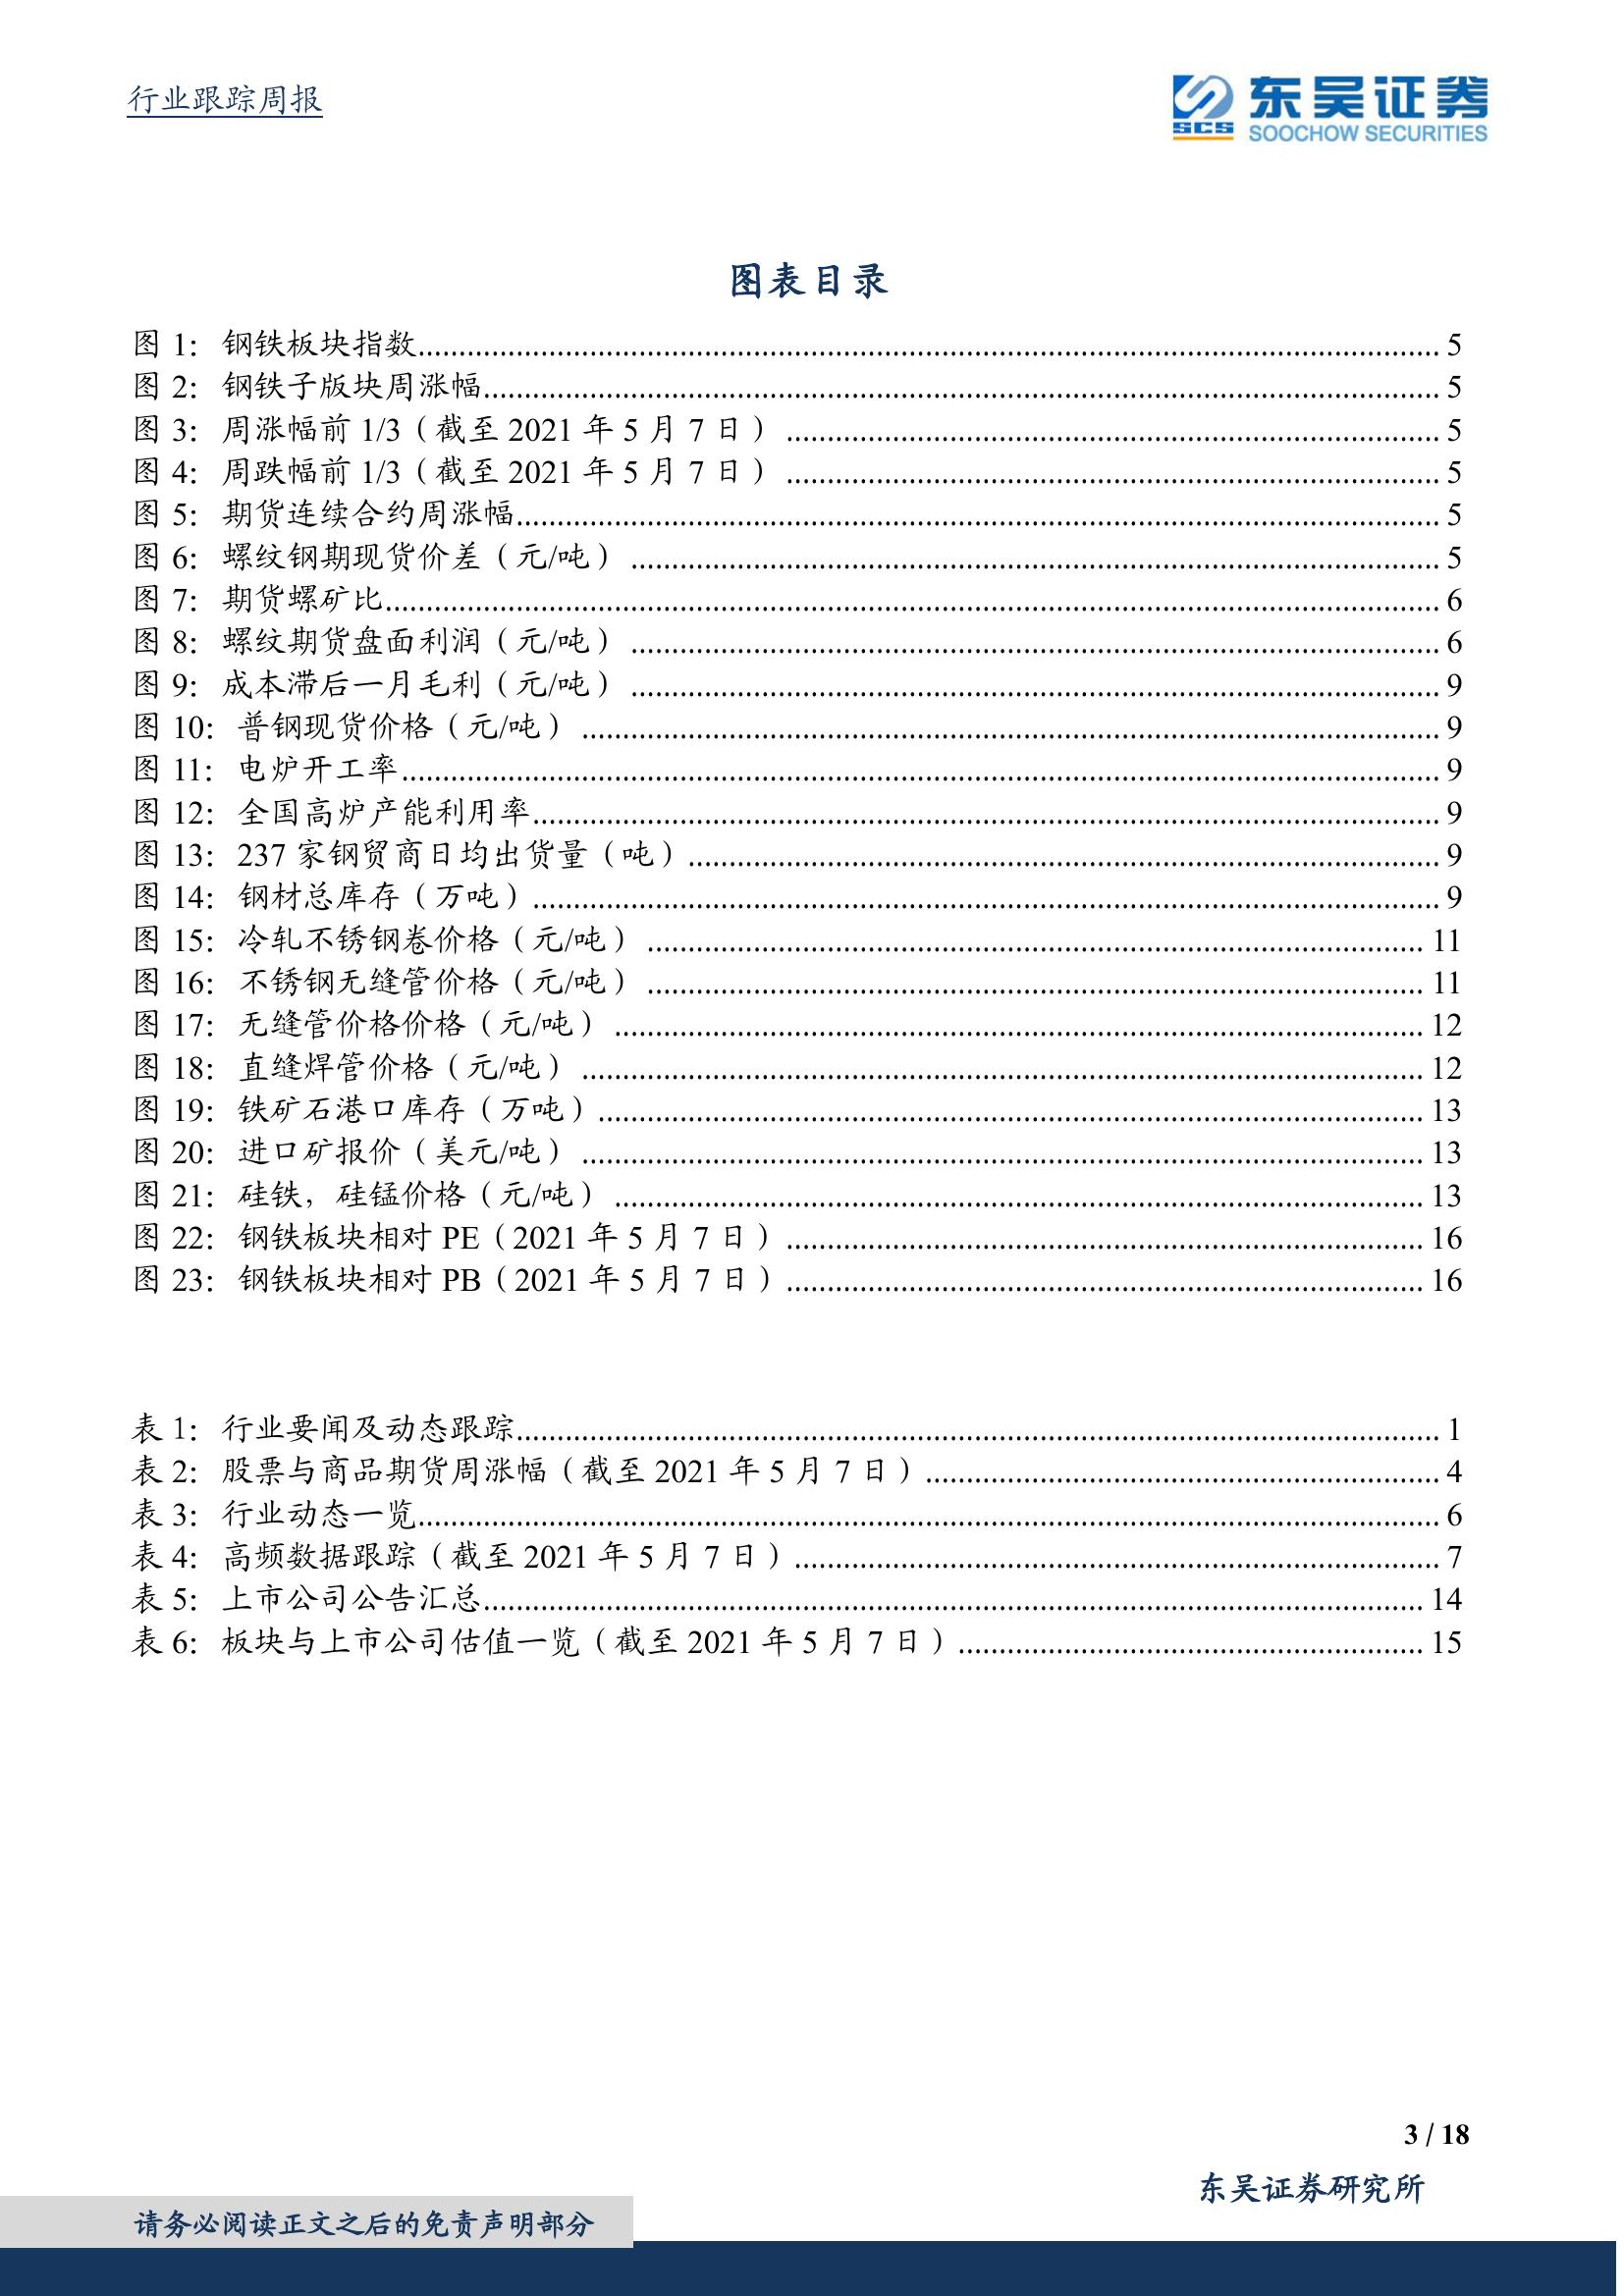 行业跟踪周报
东吴证券
SCS
SOOCHOW SECURITIES
图表目录
图 1：钢铁板块指数 5
图 2：钢铁子版块周涨幅 5
图 3：周涨幅前 1/3（截至 2021 年 5 月 7 日） 5
图 4：周跌幅前 1/3（截至 2021 年 5 月 7 日） 5
图 5：期货连续合约周涨幅 5
图 6：螺纹钢期现货价差（元/吨） 5
图 7：期货螺矿比 6
图 8：螺纹期货盘面利润（元/吨） 6
图 9：成本滞后一月毛利（元/吨） 9
图 10：普钢现货价格（元/吨） 9
图 11：电炉开工率 9
图 12：全国高炉产能利用率 9
图 13：237 家钢贸商日均出货量（吨） 9
图 14：钢材总库存（万吨） 9
图 15：冷轧不锈钢卷价格（元/吨） 11
图 16：不锈钢无缝管价格（元/吨） 11
图 17：无缝管价格价格（元/吨） 12
图 18：直缝焊管价格（元/吨） 12
图 19：铁矿石港口库存（万吨） 13
图 20：进口矿报价（美元/吨） 13
图 21：硅铁，硅锰价格（元/吨） 13
图 22：钢铁板块相对 PE（2021 年 5 月 7 日） 16
图 23：钢铁板块相对 PB（2021 年 5 月 7 日） 16
表 1：行业要闻及动态跟踪 1
表 2：股票与商品期货周涨幅（截至 2021 年 5 月 7 日） 4
表 3：行业动态一览 6
表 4：高频数据跟踪（截至 2021 年 5 月 7 日） 7
表 5：上市公司公告汇总 14
表 6：板块与上市公司估值一览（截至 2021 年 5 月 7 日） 15
3 / 18
东吴证券研究所
请务必阅读正文之后的免责声明部分